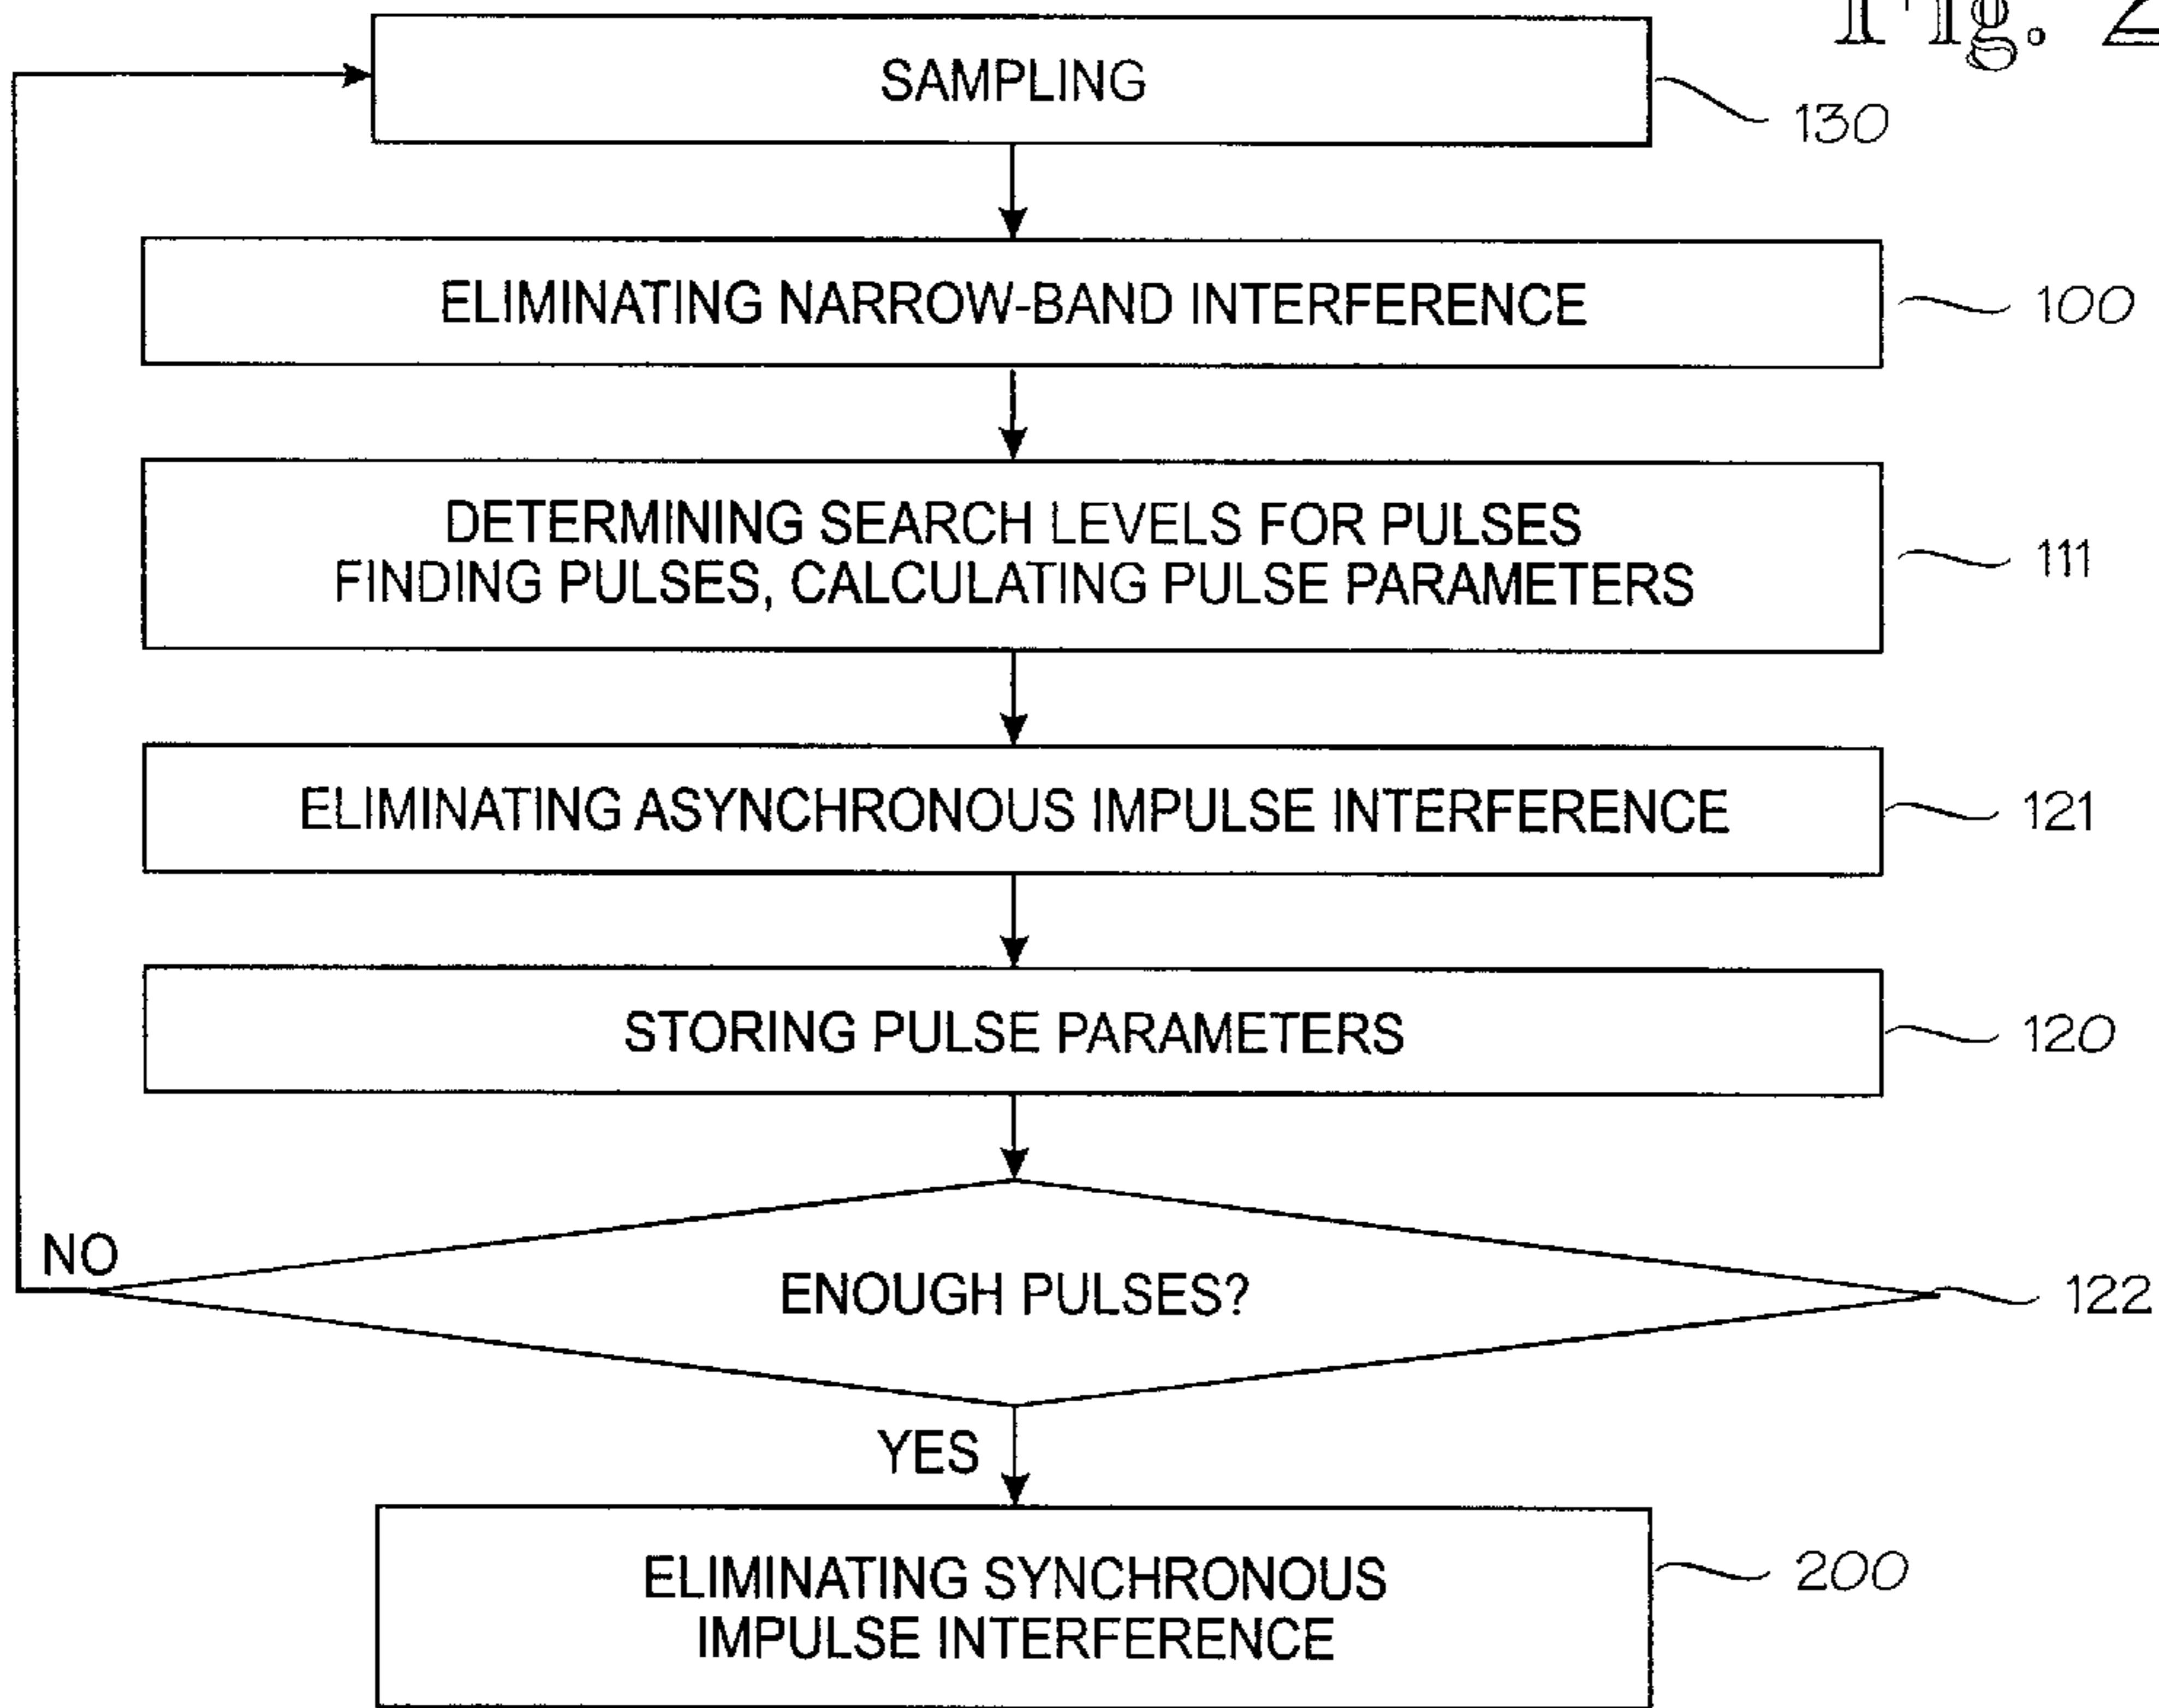 Fig. 2
SAMPLING
130
ELIMINATING NARROW-BAND INTERFERENCE
100
DETERMINING SEARCH LEVELS FOR PULSES
FINDING PULSES, CALCULATING PULSE PARAMETERS
111
ELIMINATING ASYNCHRONOUS IMPULSE INTERFERENCE
121
STORING PULSE PARAMETERS
120
NO
ENOUGH PULSES?
122
YES
ELIMINATING SYNCHRONOUS
IMPULSE INTERFERENCE
200